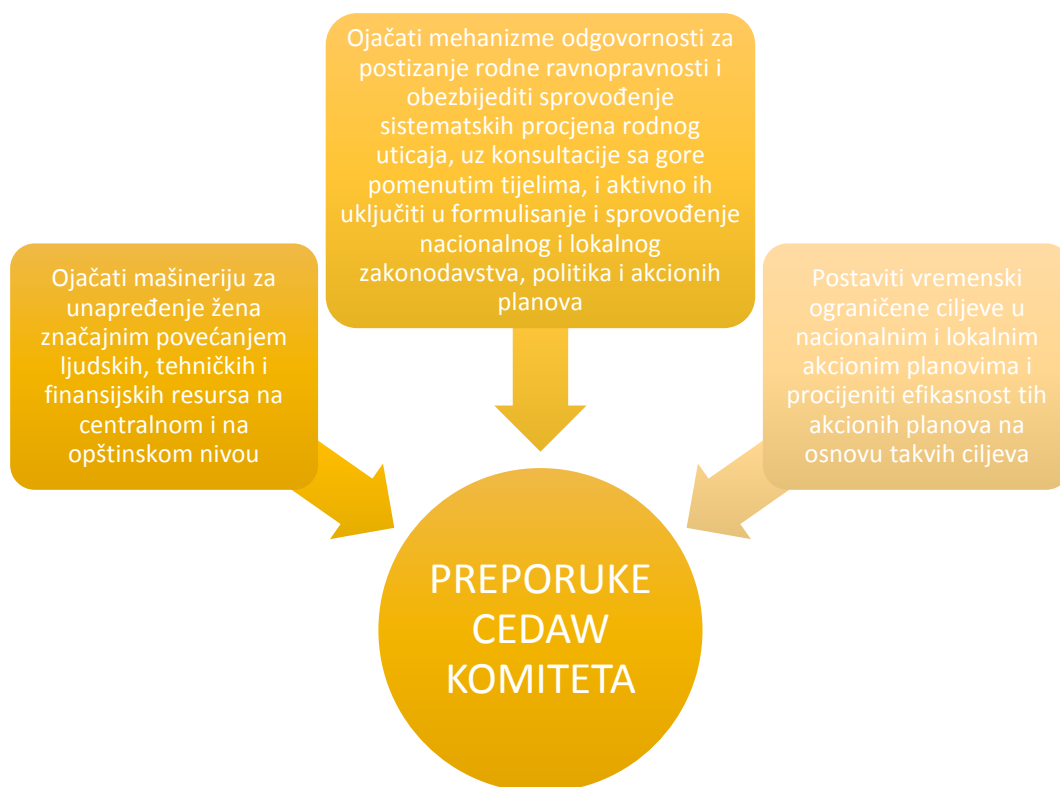 Ojačati mehanizme odgovornosti za
postizanje rodne ravnopravnosti i
obezbijediti sprovođenje
sistematskih procjena rodnog
uticaja, uz konsultacije sa gore
pomenutim tijelima, i aktivno ih
uključiti u formulisanje i sprovođenje
nacionalnog i lokalnog
zakonodavstva, politika i akcionih
planova
Ojačati mašineriju za
unapređenje žena
značajnim povećanjem
ljudskih, tehničkih i
finansijskih resursa na
centralnom i na
opštinskom nivou
Postaviti vremenski
ograničene ciljeve u
nacionalnim i lokalnim
akcionim planovima i
procijeniti efikasnost tih
akcionih planova na
osnovu takvih ciljeva
PREPORUKE
CEDAW
KOMITETA